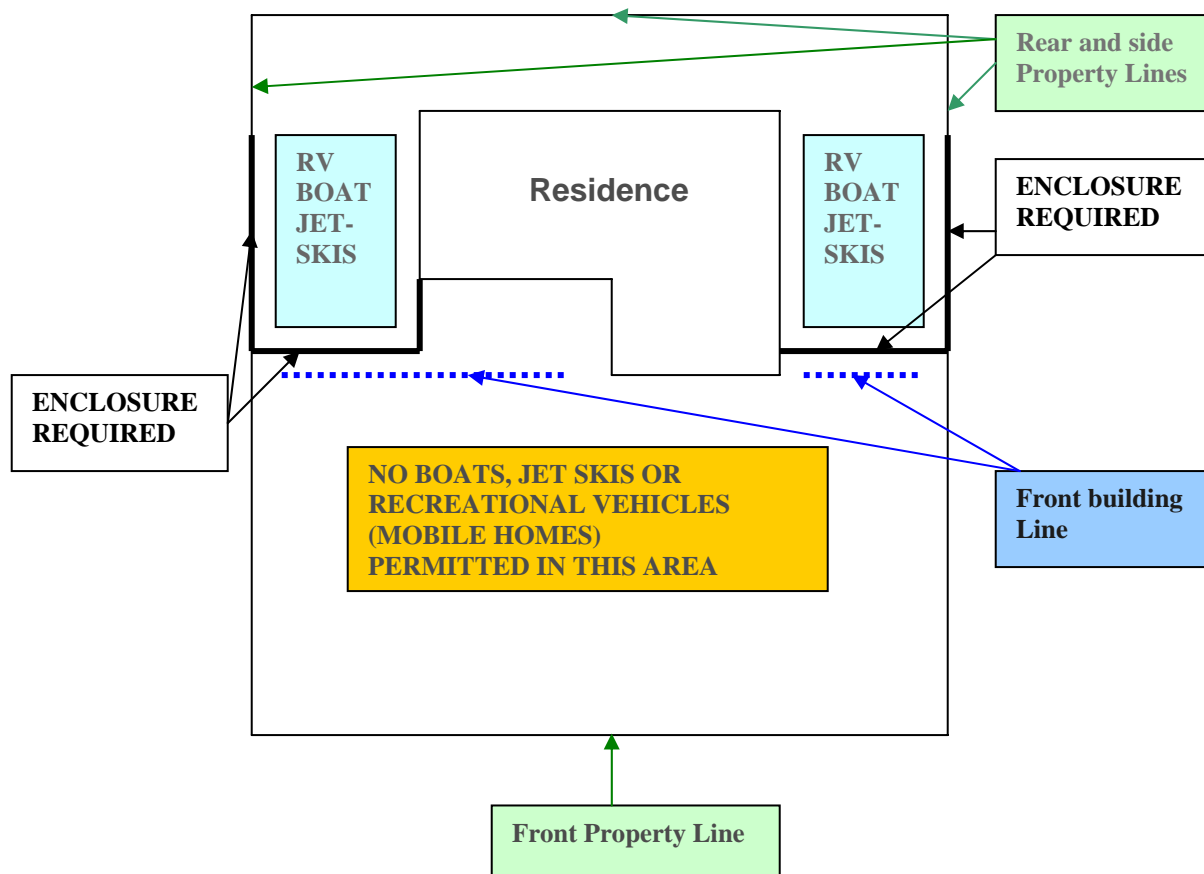 Rear and side
Property Lines
RV
BOAT
JET-
SKIS
Residence
RV
BOAT
JET-
SKIS
ENCLOSURE
REQUIRED
ENCLOSURE
REQUIRED
NO BOATS, JET SKIS OR
RECREATIONAL VEHICLES
(MOBILE HOMES)
PERMITTED IN THIS AREA
Front building
Line
Front Property Line